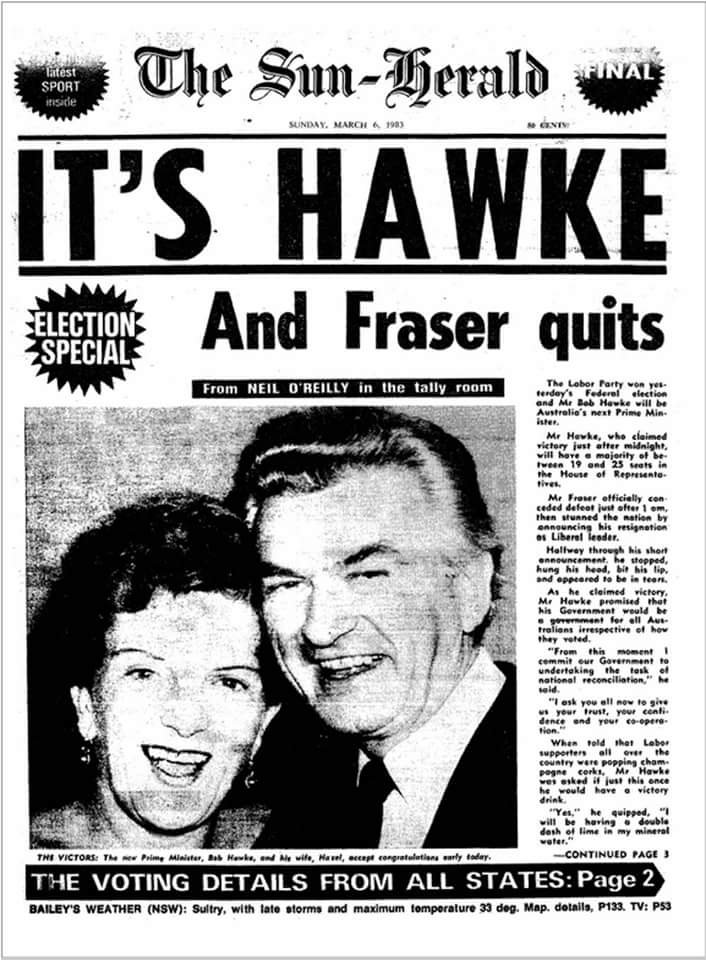 latest
SPORT
inside
The Sun-Herald
FINAL
SUNDAY, MARCH 6, 1983
80 CENTS*
IT'S HAWKE
ELECTION
SPECIAL
And Fraser quits
From NEIL O'REILLY in the tally room
The Labor Party won yes-
terday's Federal election
and Mr Bob Hawke will be
Australia's next Prime Min-
ister.
Mr Hawke, who claimed
victory just after midnight,
will have a majority of be-
tween 19 and 25 seats in
the House of Representa-
tives.
Mr Fraser officially con-
ceded defeat just after 1 am,
then stunned the nation by
announcing his resignation
as Liberal leader.
Halfway through his short
announcement, he stopped,
hung his head, bit his lip,
and appeared to be in tears.
As he claimed victory,
Mr Hawke promised that
his Government would be
a government for all Aus-
tralians irrespective of how
they voted.
"From this moment I
commit our Government to
undertaking the task of
national reconciliation," he
said.
"I ask you all now to give
us your trust, your confi-
dence and your co-opera-
tion."
When told that Labor
supporters all over the
country were popping cham-
pagne corks, Mr Hawke
was asked if just this once
he would have a victory
drink.
"Yes," he quipped, "I
will be having a double
dash of lime in my mineral
water."
—CONTINUED PAGE 3
THE VICTORS: The new Prime Minister, Bob Hawke, and his wife, Hazel, accept congratulations early today.
THE VOTING DETAILS FROM ALL STATES: Page 2
BAILEY'S WEATHER (NSW): Sultry, with late storms and maximum temperature 33 deg. Map, details, P133. TV: P53